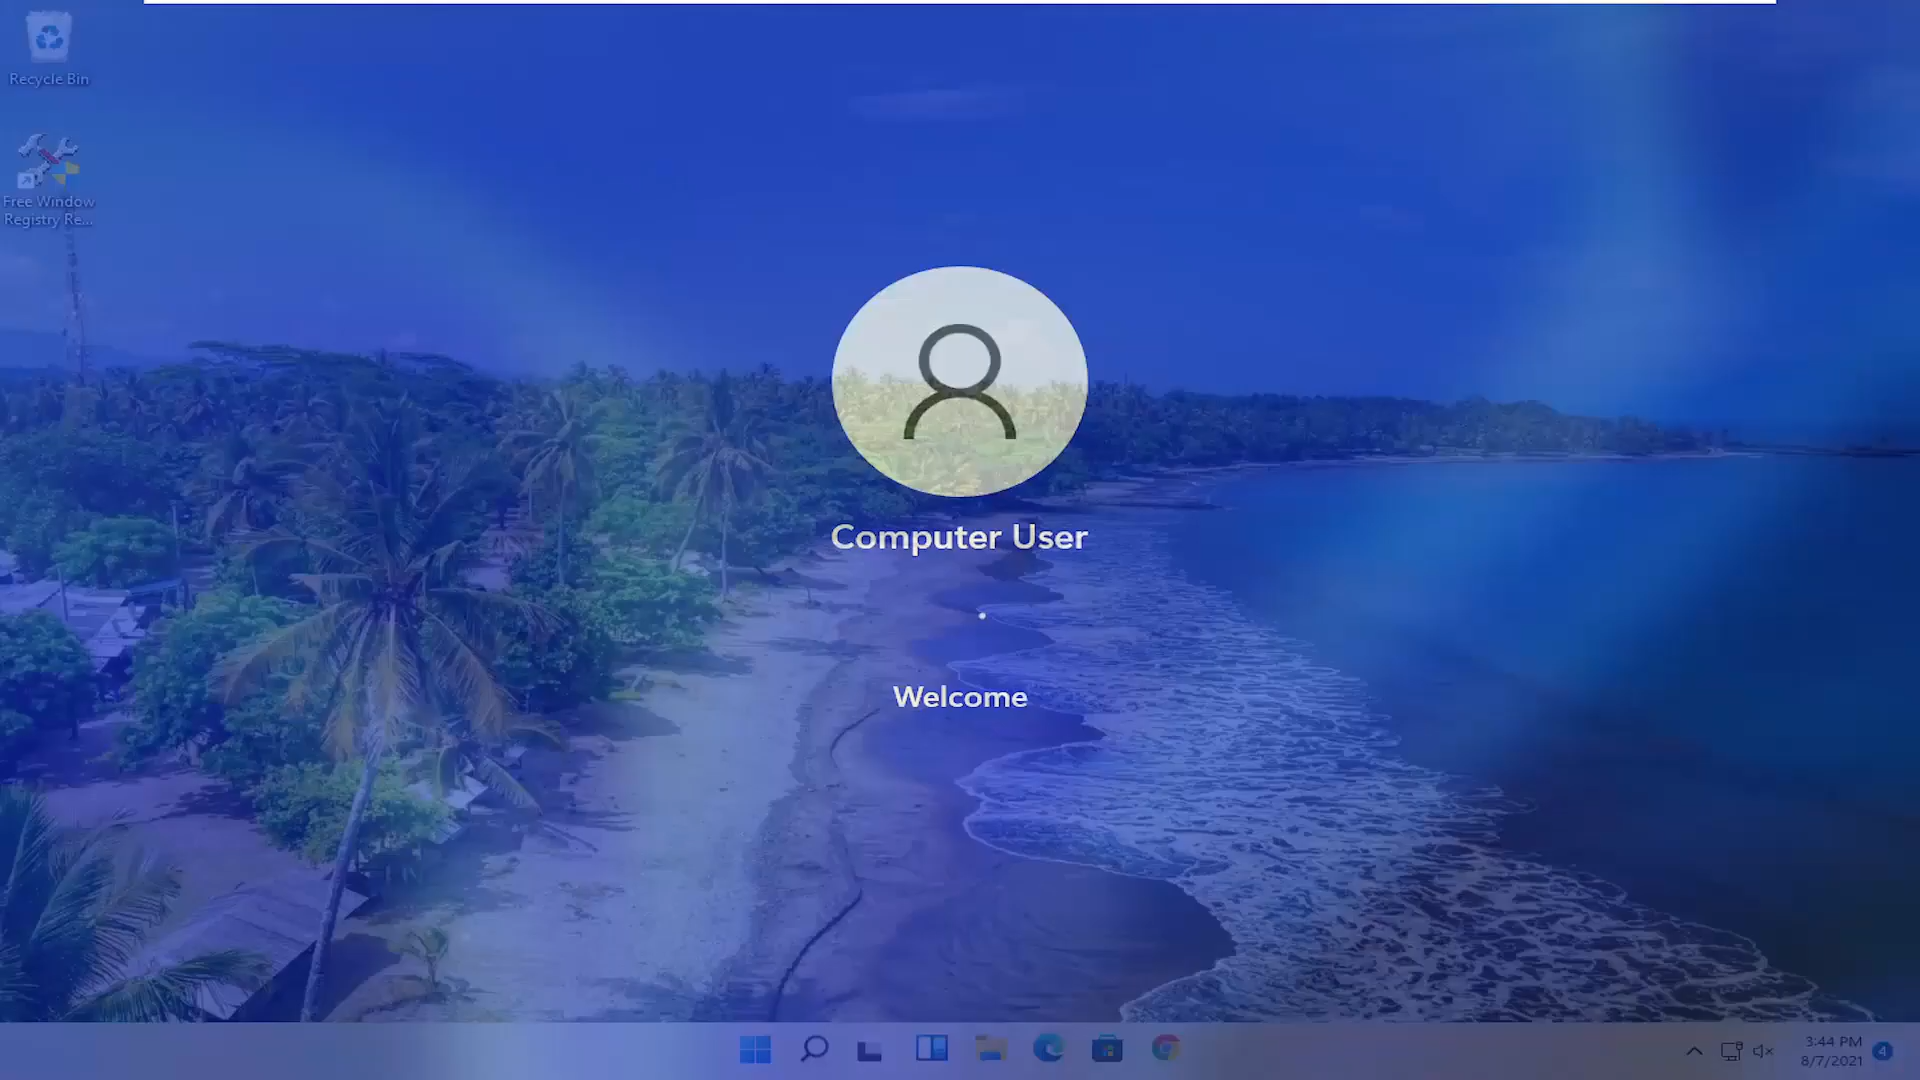 Recycle Bin
Free Window
Registry Re...
Computer User
Welcome
3:44 PM
8/7/2021
4